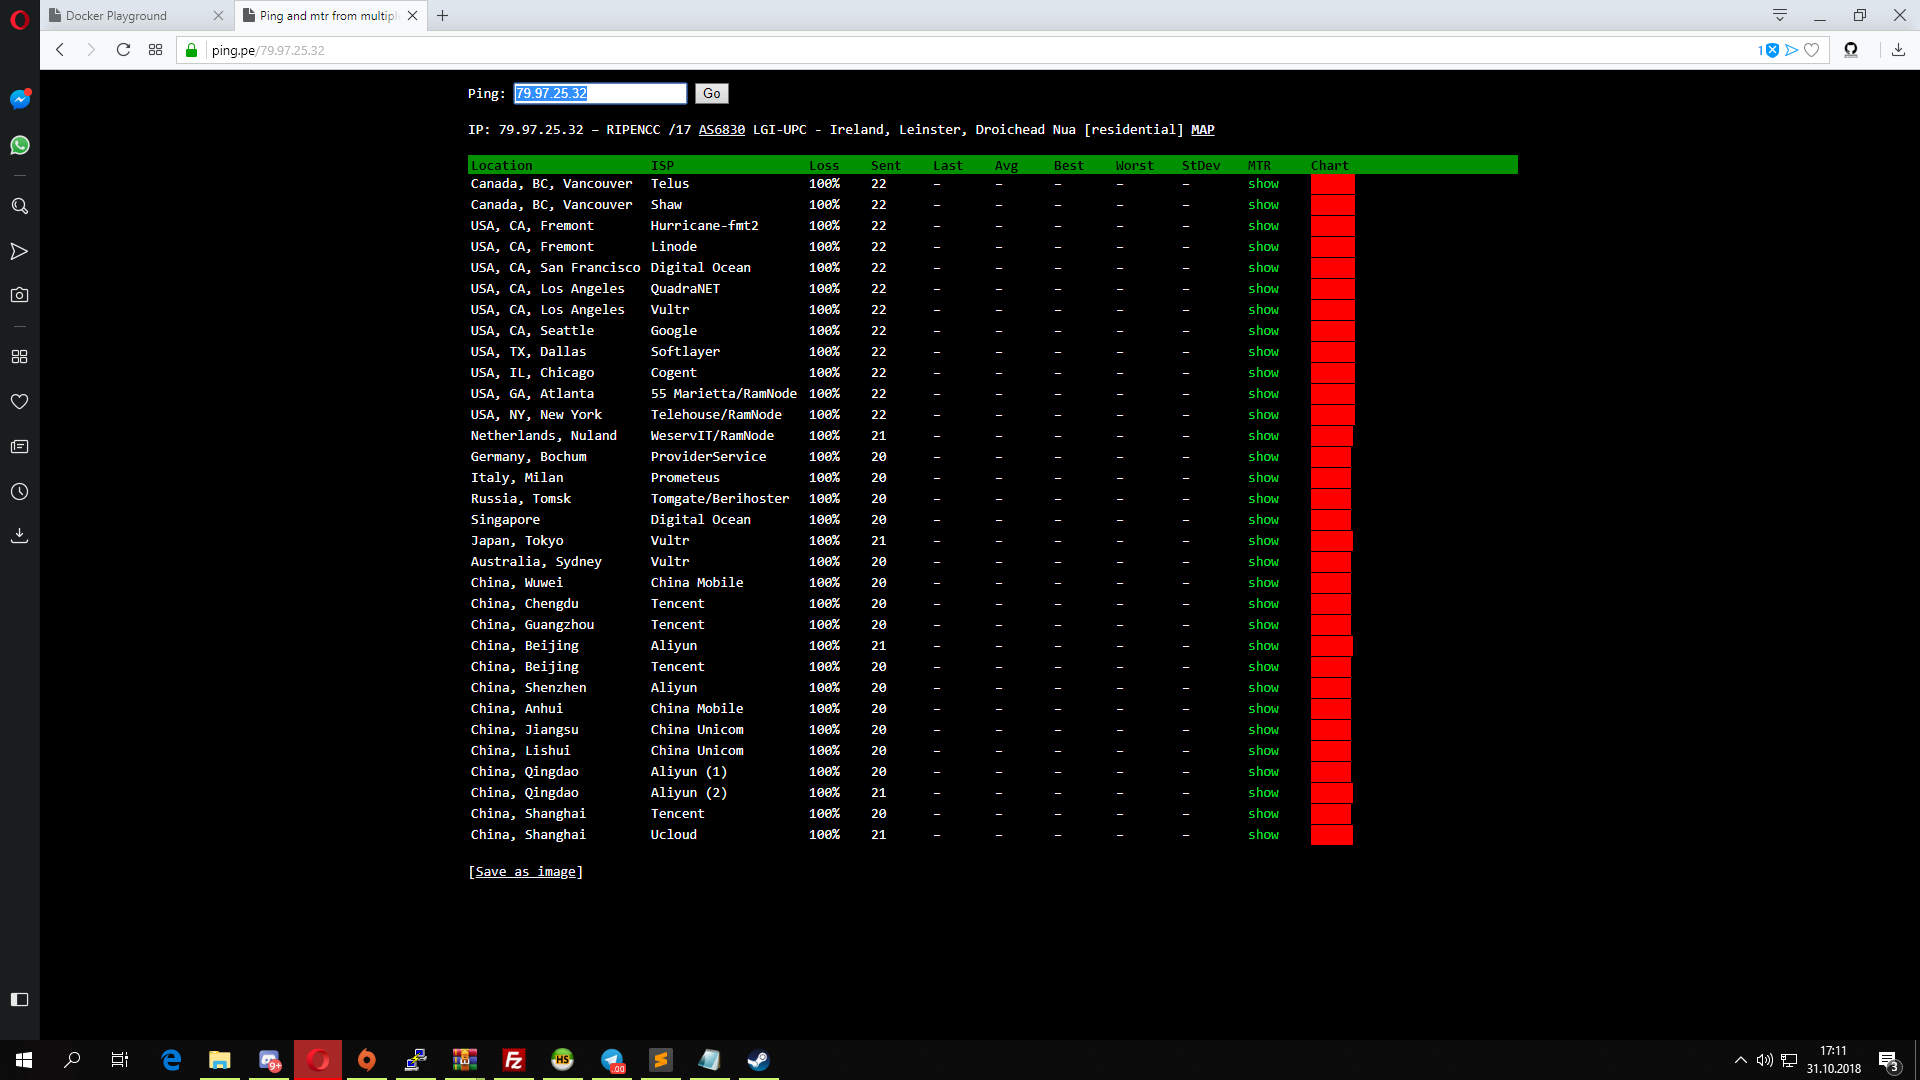 Docker Playground
Ping and mtr from multipl
ping.pe/79.97.25.32
1
Ping: 79.97.25.32 Go
IP: 79.97.25.32 – RIPENCC /17 AS6830 LGI-UPC - Ireland, Leinster, Droichead Nua [residential] MAP
Location ISP Loss Sent Last Avg Best Worst StDev MTR Chart
Canada, BC, Vancouver Telus 100% 22 – – – – – show
Canada, BC, Vancouver Shaw 100% 22 – – – – – show
USA, CA, Fremont Hurricane-fmt2 100% 22 – – – – – show
USA, CA, Fremont Linode 100% 22 – – – – – show
USA, CA, San Francisco Digital Ocean 100% 22 – – – – – show
USA, CA, Los Angeles QuadraNET 100% 22 – – – – – show
USA, CA, Los Angeles Vultr 100% 22 – – – – – show
USA, CA, Seattle Google 100% 22 – – – – – show
USA, TX, Dallas Softlayer 100% 22 – – – – – show
USA, IL, Chicago Cogent 100% 22 – – – – – show
USA, GA, Atlanta 55 Marietta/RamNode 100% 22 – – – – – show
USA, NY, New York Telehouse/RamNode 100% 22 – – – – – show
Netherlands, Nuland WeservIT/RamNode 100% 21 – – – – – show
Germany, Bochum ProviderService 100% 20 – – – – – show
Italy, Milan Prometeus 100% 20 – – – – – show
Russia, Tomsk Tomgate/Berihoster 100% 20 – – – – – show
Singapore Digital Ocean 100% 20 – – – – – show
Japan, Tokyo Vultr 100% 21 – – – – – show
Australia, Sydney Vultr 100% 20 – – – – – show
China, Wuwei China Mobile 100% 20 – – – – – show
China, Chengdu Tencent 100% 20 – – – – – show
China, Guangzhou Tencent 100% 20 – – – – – show
China, Beijing Aliyun 100% 21 – – – – – show
China, Beijing Tencent 100% 20 – – – – – show
China, Shenzhen Aliyun 100% 20 – – – – – show
China, Anhui China Mobile 100% 20 – – – – – show
China, Jiangsu China Unicom 100% 20 – – – – – show
China, Lishui China Unicom 100% 20 – – – – – show
China, Qingdao Aliyun (1) 100% 20 – – – – – show
China, Qingdao Aliyun (2) 100% 21 – – – – – show
China, Shanghai Tencent 100% 20 – – – – – show
China, Shanghai Ucloud 100% 21 – – – – – show
[Save as image]
9+
HS
17:11
31.10.2018
3